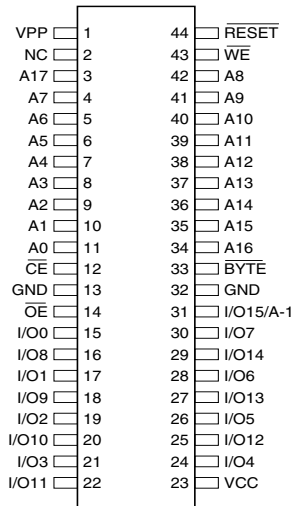 VPP 1 44 RESET
NC 2 43 WE
A17 3 42 A8
A7 4 41 A9
A6 5 40 A10
A5 6 39 A11
A4 7 38 A12
A3 8 37 A13
A2 9 36 A14
A1 10 35 A15
A0 11 34 A16
CE 12 33 BYTE
GND 13 32 GND
OE 14 31 I/O15/A-1
I/O0 15 30 I/O7
I/O8 16 29 I/O14
I/O1 17 28 I/O6
I/O9 18 27 I/O13
I/O2 19 26 I/O5
I/O10 20 25 I/O12
I/O3 21 24 I/O4
I/O11 22 23 VCC